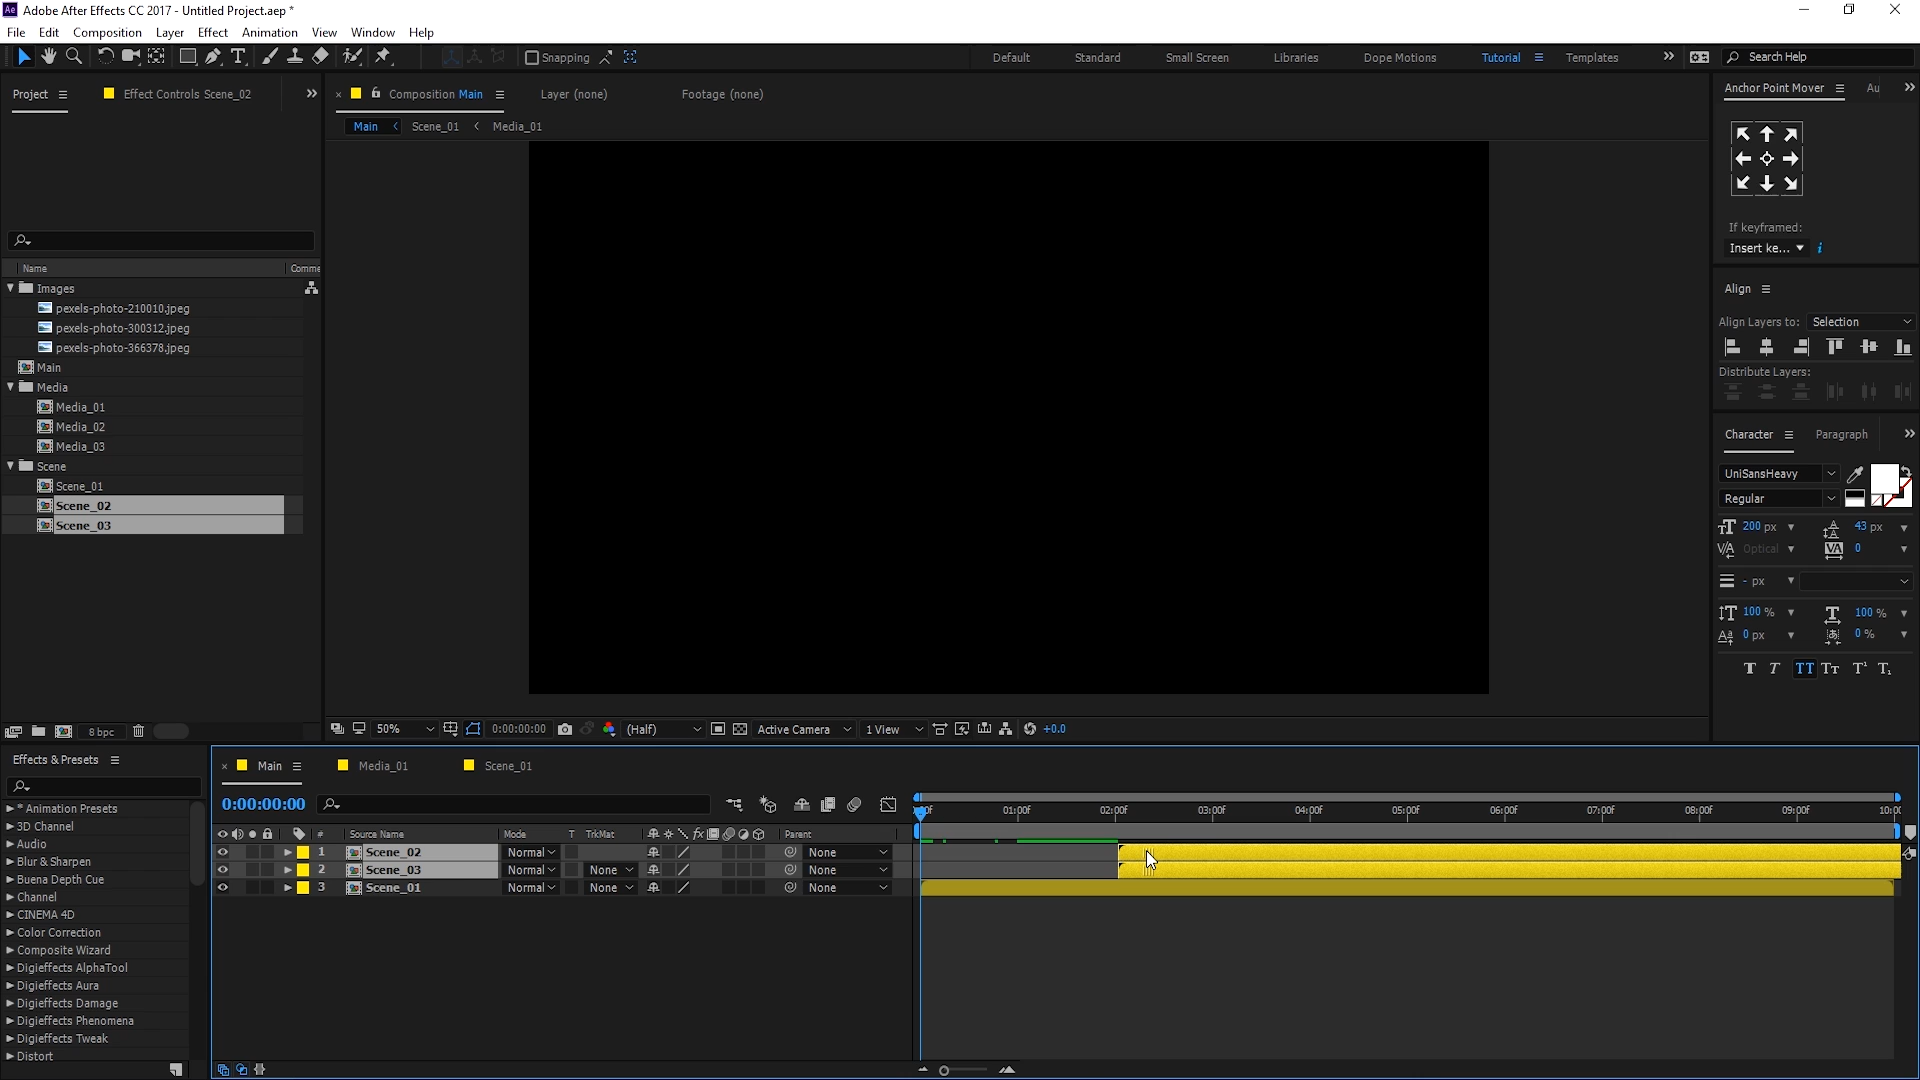 Adobe After Effects CC 2017 - Untitled Project.aep *
File Edit Composition Layer Effect Animation View Window Help
Snapping Default Standard Small Screen Libraries Dope Motions Tutorial Templates Search Help
Project Effect Controls Scene_02 Composition Main Layer (none) Footage (none) Anchor Point Mover Au
Main Scene_01 Media_01
If keyframed:
Insert ke...
Name Comme
Images
pexels-photo-210010.jpeg
pexels-photo-300312.jpeg
pexels-photo-366378.jpeg
Main
Media
Media_01
Media_02
Media_03
Scene
Scene_01
Scene_02
Scene_03
Align
Align Layers to: Selection
Distribute Layers:
Character Paragraph
UniSansHeavy
Regular
200 px 43 px
Optical 0
- px
100 % 100 %
0 px 0 %
8 bpc 50% 0:00:00:00 (Half) Active Camera 1 View +0.0
Effects & Presets
* Animation Presets
3D Channel
Audio
Blur & Sharpen
Buena Depth Cue
Channel
CINEMA 4D
Color Correction
Composite Wizard
Digieffects AlphaTool
Digieffects Aura
Digieffects Damage
Digieffects Phenomena
Digieffects Tweak
Distort
Main Media_01 Scene_01
0:00:00:00
01:00f 02:00f 03:00f 04:00f 05:00f 06:00f 07:00f 08:00f 09:00f
# Source Name Mode T TrkMat Parent
1 Scene_02 Normal None
2 Scene_03 Normal None None
3 Scene_01 Normal None None